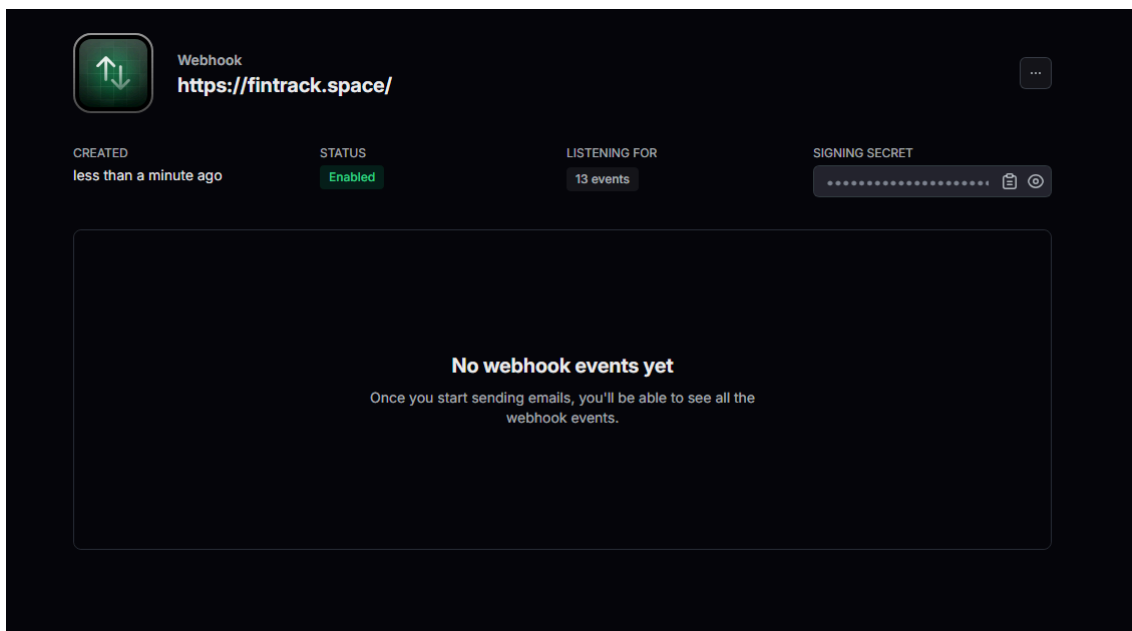 Webhook
https://fintrack.space/
...
CREATED
less than a minute ago
STATUS
Enabled
LISTENING FOR
13 events
SIGNING SECRET
No webhook events yet
Once you start sending emails, you'll be able to see all the
webhook events.